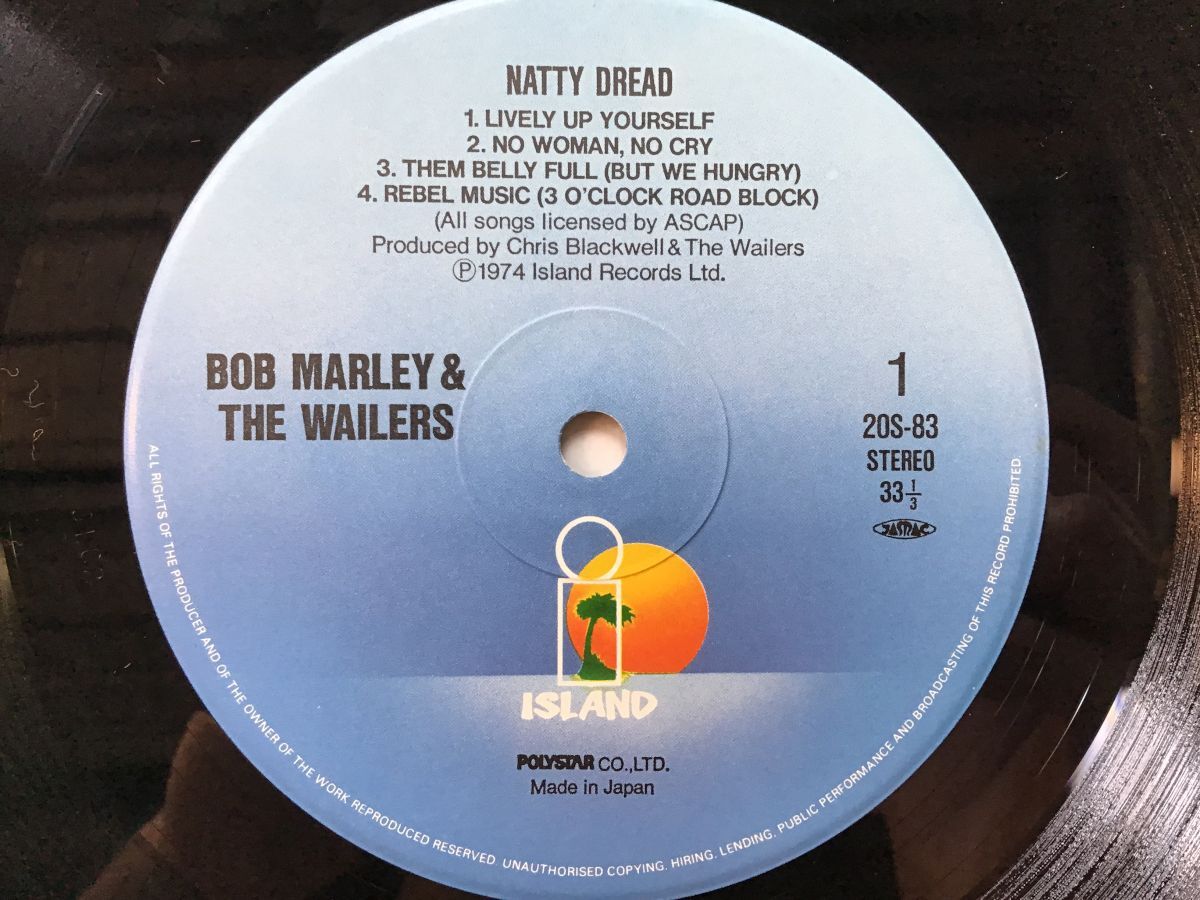 NATTY DREAD
1. LIVELY UP YOURSELF
2. NO WOMAN, NO CRY
3. THEM BELLY FULL (BUT WE HUNGRY)
4. REBEL MUSIC (3 O'CLOCK ROAD BLOCK)
(All songs licensed by ASCAP)
Produced by Chris Blackwell & The Wailers
Ⓟ1974 Island Records Ltd.
BOB MARLEY &
THE WAILERS
1
20S-83
STEREO
33 1/3
JASRAC
ISLAND
POLYSTAR CO.,LTD.
Made in Japan
ALL RIGHTS OF THE PRODUCER AND OF THE OWNER OF THE WORK REPRODUCED RESERVED. UNAUTHORISED COPYING. HIRING. LENDING. PUBLIC PERFORMANCE AND BROADCASTING OF THIS RECORD PROHIBITED.